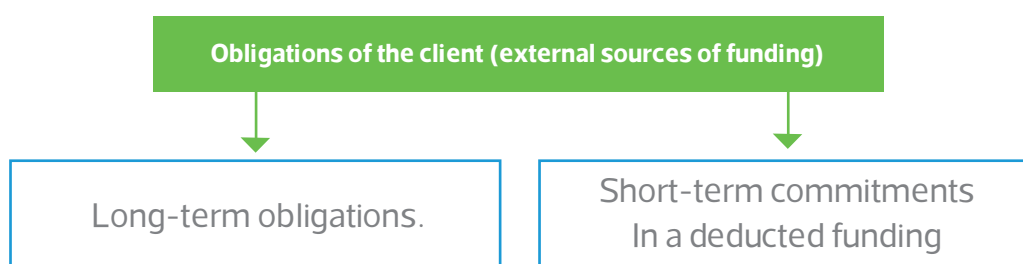 Obligations of the client (external sources of funding)
Long-term obligations.
Short-term commitments
In a deducted funding